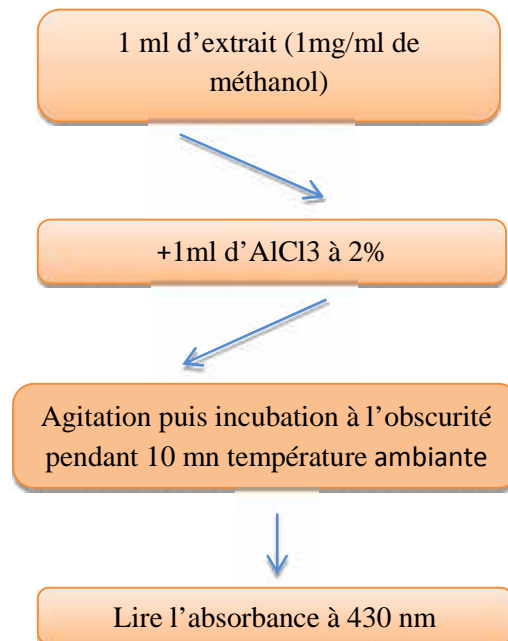 1 ml d’extrait (1mg/ml de
méthanol)
+1ml d’AlCl3 à 2%
Agitation puis incubation à l’obscurité
pendant 10 mn température ambiante
Lire l’absorbance à 430 nm